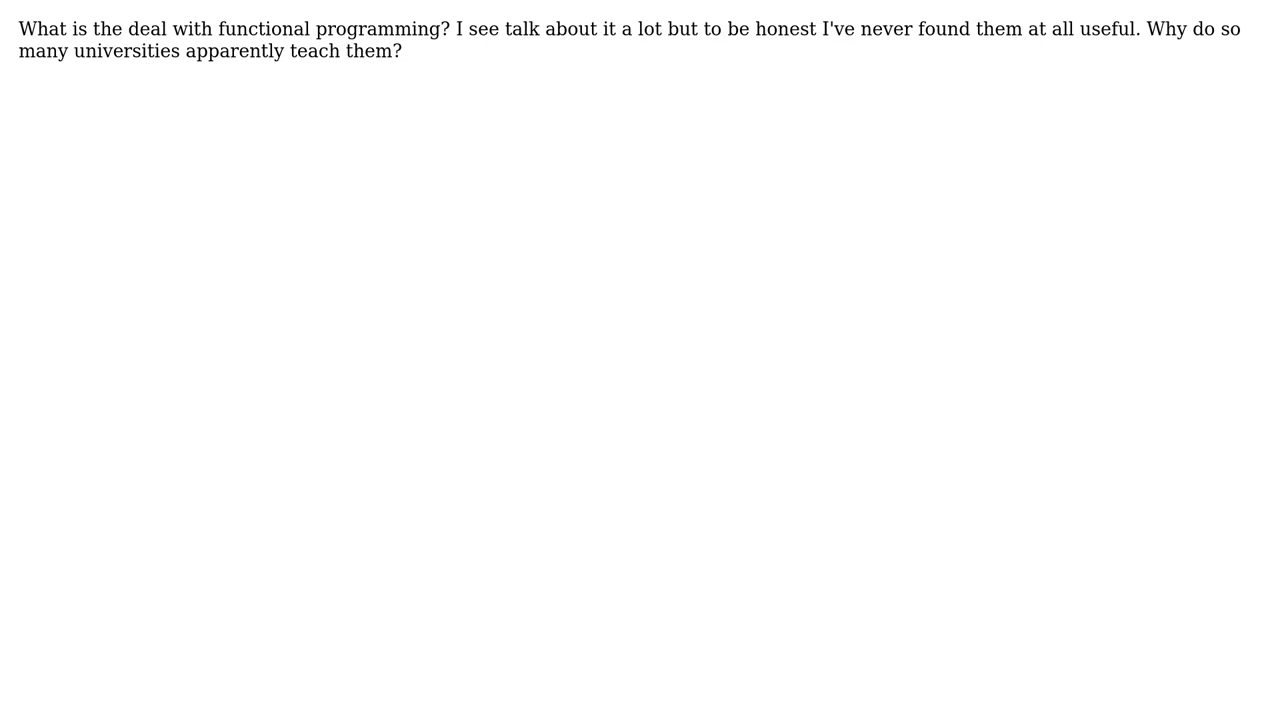 What is the deal with functional programming? I see talk about it a lot but to be honest I've never found them at all useful. Why do so
many universities apparently teach them?